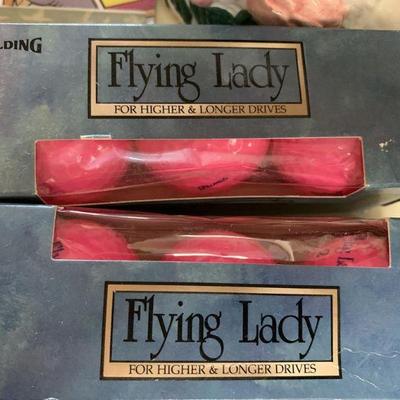 LDING
Flying Lady
FOR HIGHER & LONGER DRIVES
Flying Lady
FOR HIGHER & LONGER DRIVES